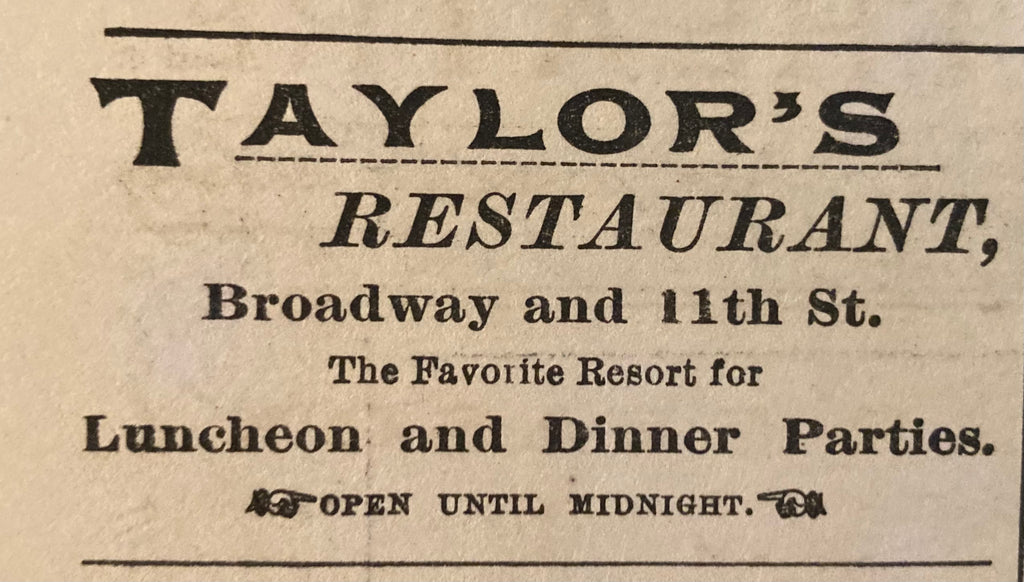 TAYLOR'S
RESTAURANT,
Broadway and 11th St.
The Favorite Resort for
Luncheon and Dinner Parties.
OPEN UNTIL MIDNIGHT.